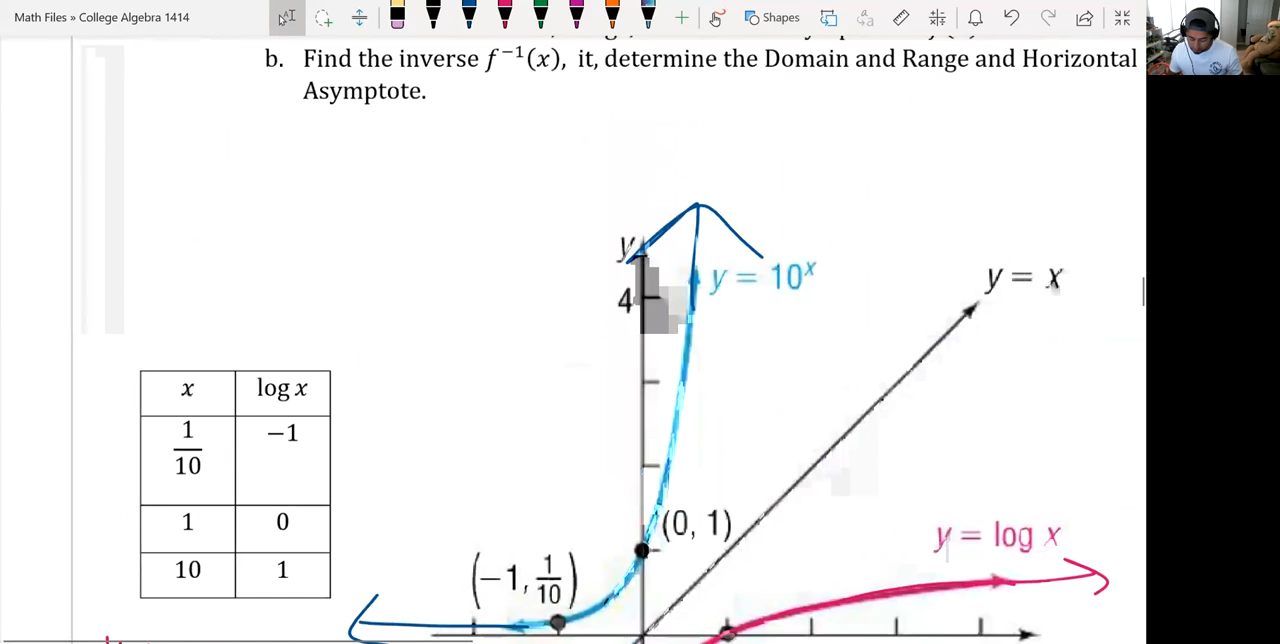 Math Files » College Algebra 1414
Shapes
b. Find the inverse f⁻¹(x), it, determine the Domain and Range and Horizontal
Asymptote.
y
y = 10ˣ
y = x
4
x log x
1/10 −1
1 0
10 1
(0, 1)
y = log x
(−1, 1/10)